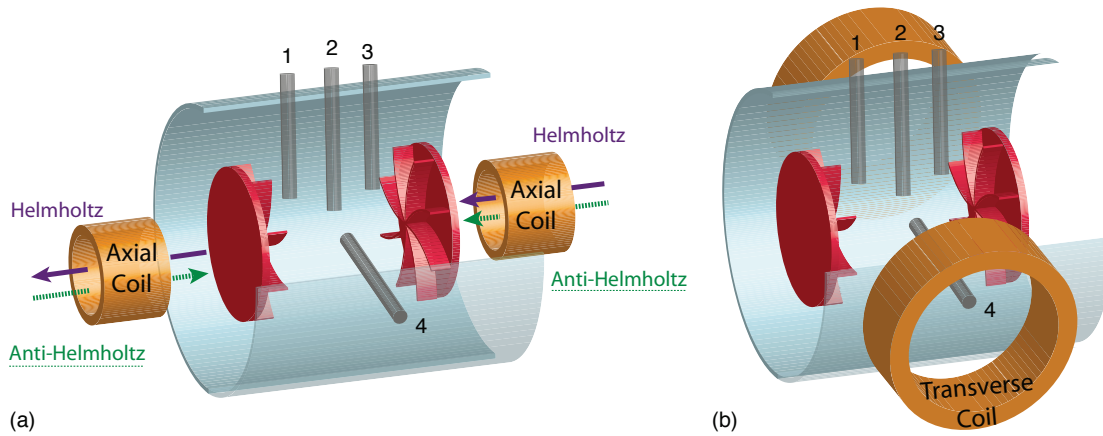 1
2
3
Helmholtz
Axial
Coil
Helmholtz
Axial
Coil
Anti-Helmholtz
4
Anti-Helmholtz
(a)
1
2
3
4
Transverse
Coil
(b)